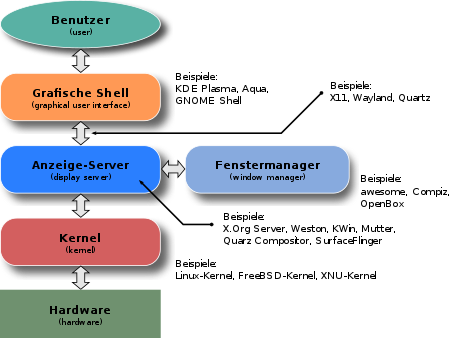 Benutzer
(user)
Grafische Shell
(graphical user interface)
Beispiele:
KDE Plasma, Aqua,
GNOME Shell
Beispiele:
X11, Wayland, Quartz
Anzeige-Server
(display server)
Fenstermanager
(window manager)
Beispiele:
awesome, Compiz,
OpenBox
Beispiele:
X.Org Server, Weston, KWin, Mutter,
Quarz Compositor, SurfaceFlinger
Kernel
(kernel)
Beispiele:
Linux-Kernel, FreeBSD-Kernel, XNU-Kernel
Hardware
(hardware)